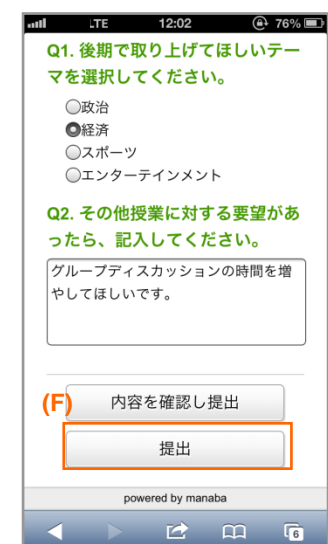 LTE 12:02 76%
Q1. 後期で取り上げてほしいテー
マを選択してください。
政治
経済
スポーツ
エンターテインメント
Q2. その他授業に対する要望があ
ったら、記入してください。
グループディスカッションの時間を増
やしてほしいです。
(F)
内容を確認し提出
提出
powered by manaba
6